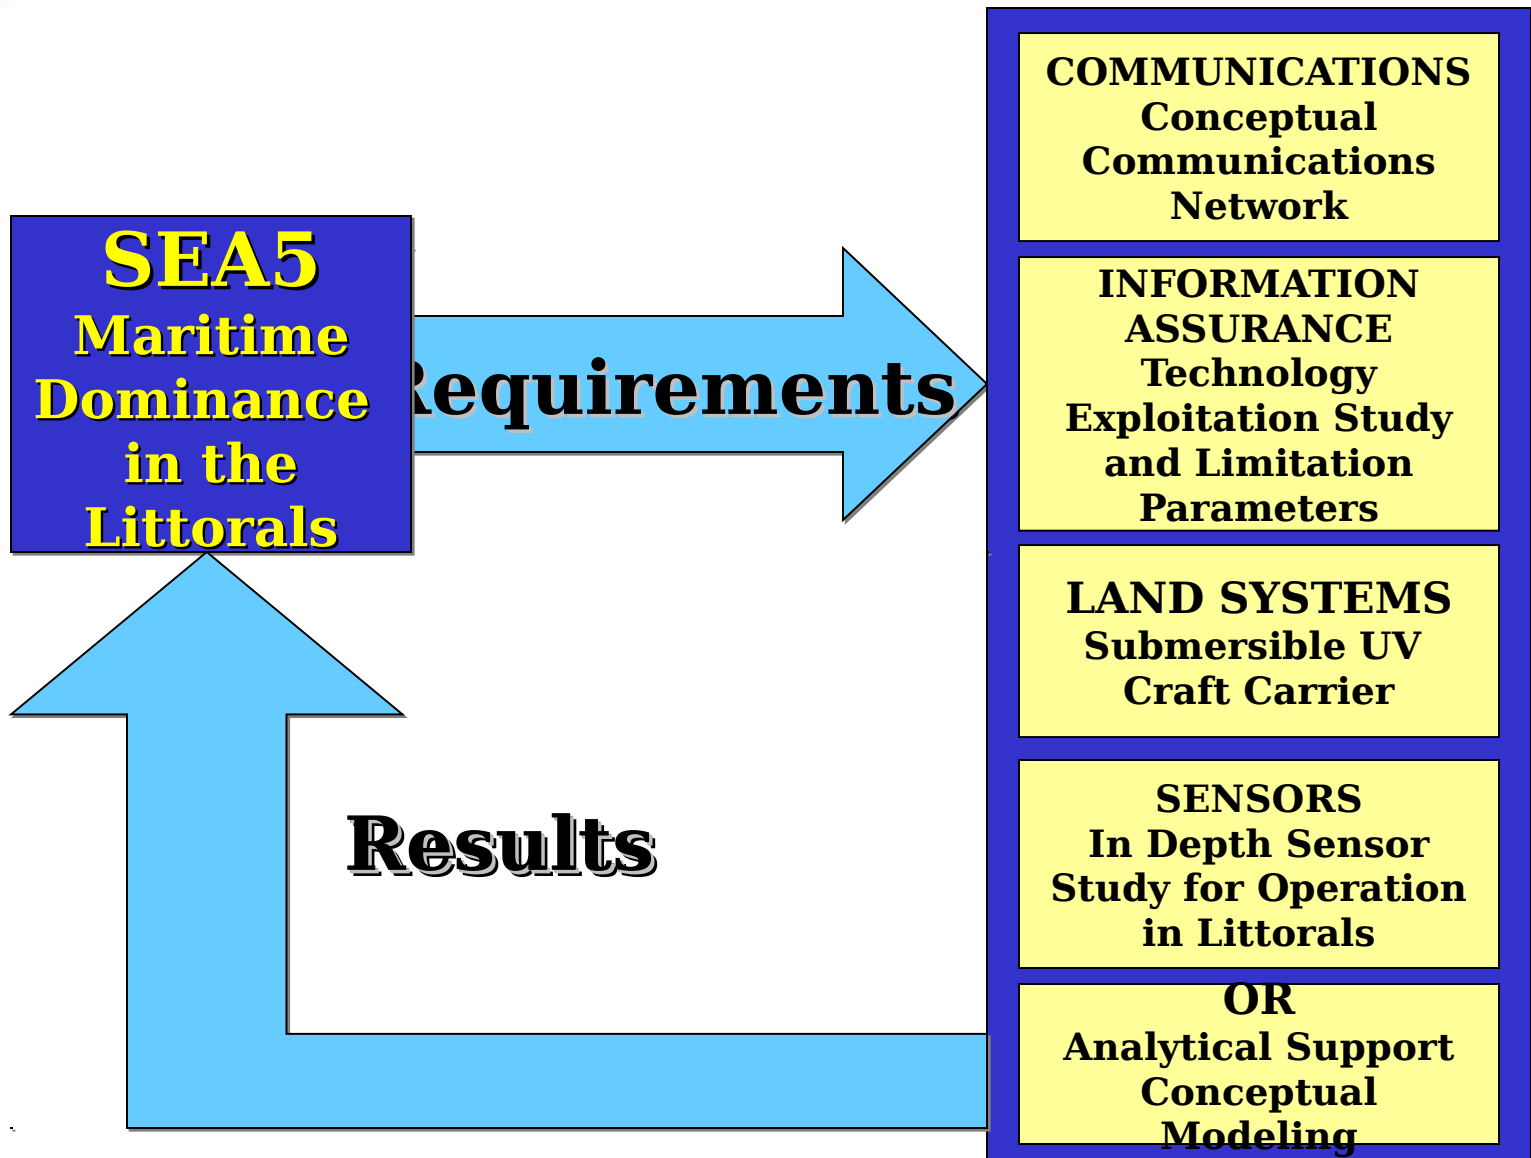 SEA5
Maritime
Dominance
in the
Littorals
Requirements
Results
COMMUNICATIONS
Conceptual
Communications
Network
INFORMATION
ASSURANCE
Technology
Exploitation Study
and Limitation
Parameters
LAND SYSTEMS
Submersible UV
Craft Carrier
SENSORS
In Depth Sensor
Study for Operation
in Littorals
OR
Analytical Support
Conceptual
Modeling